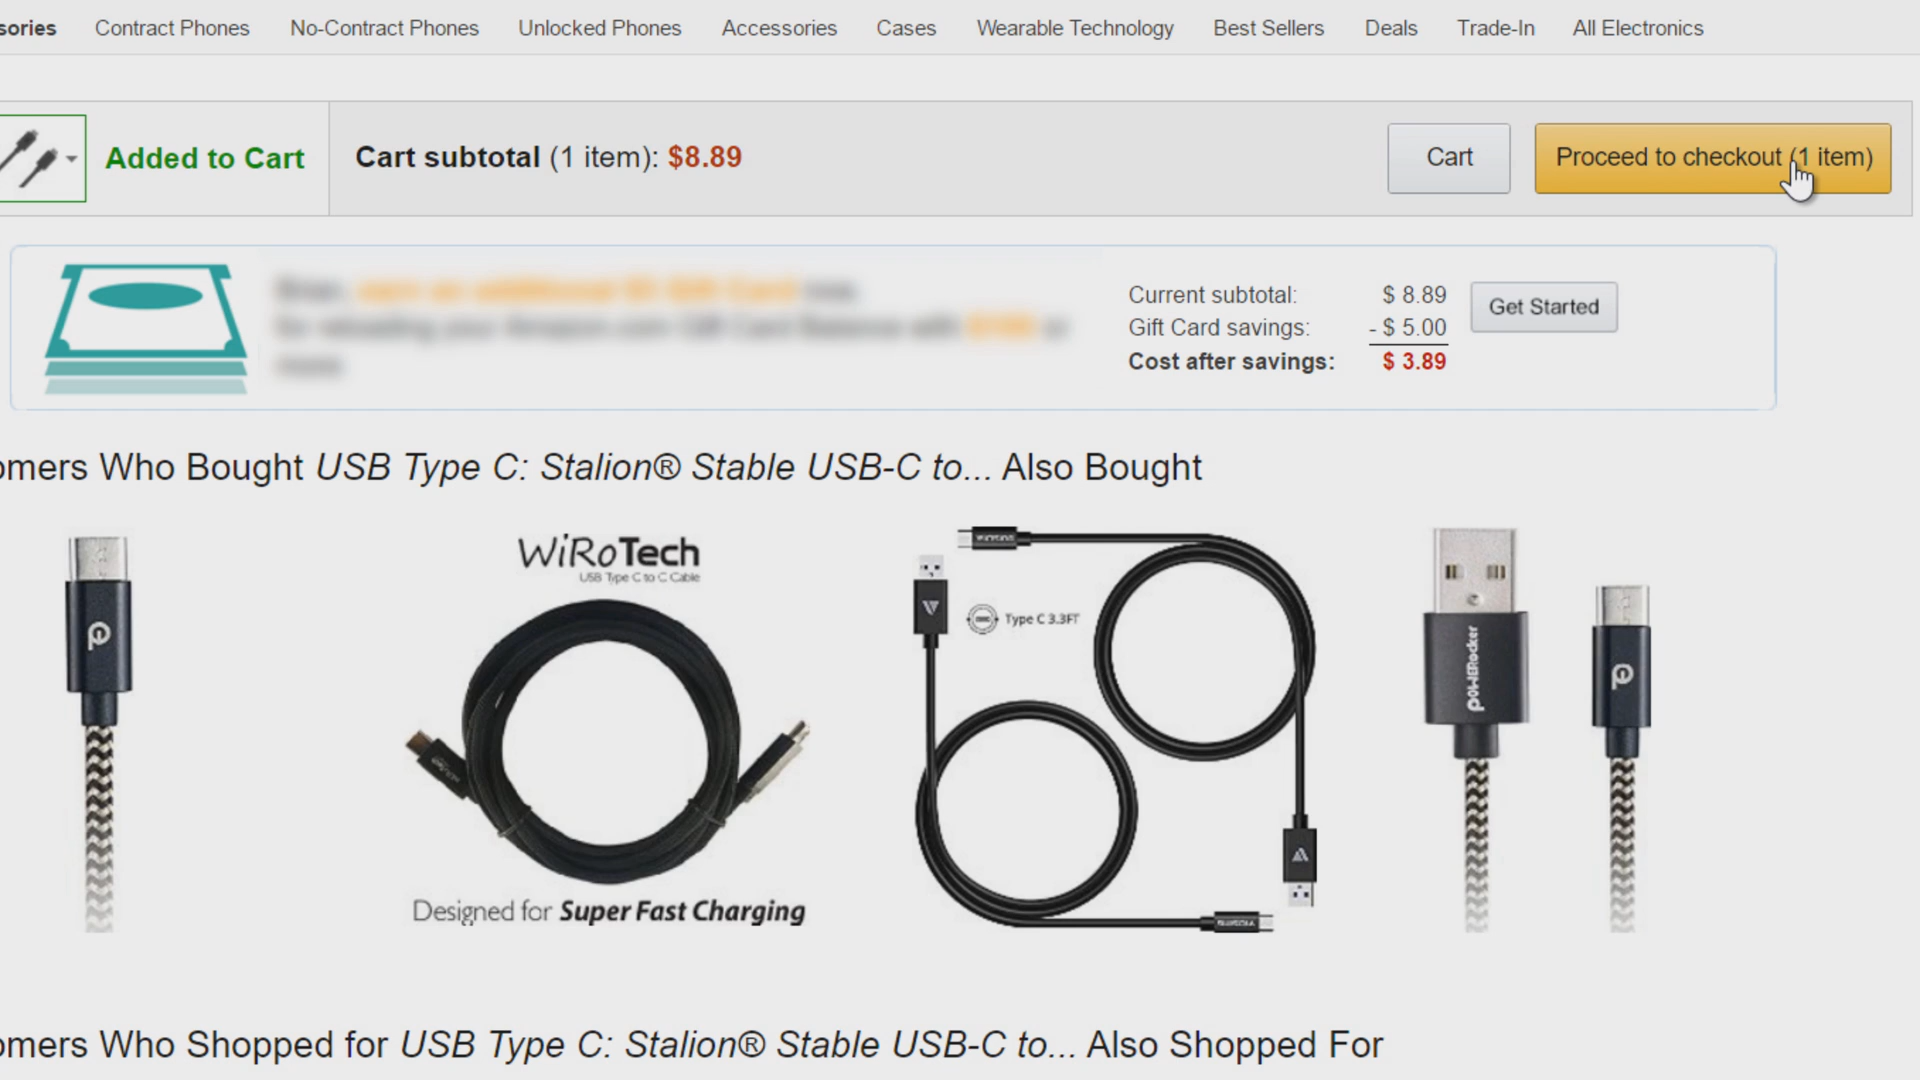 sories Contract Phones No-Contract Phones Unlocked Phones Accessories Cases Wearable Technology Best Sellers Deals Trade-In All Electronics
Added to Cart Cart subtotal (1 item): $8.89 Cart Proceed to checkout (1 item)
Current subtotal: $ 8.89 Get Started
Gift Card savings: - $ 5.00
Cost after savings: $ 3.89
omers Who Bought USB Type C: Stalion® Stable USB-C to... Also Bought
WiRoTech
USB Type C to C Cable
Type C 3.3FT
POWERocker
Designed for Super Fast Charging
omers Who Shopped for USB Type C: Stalion® Stable USB-C to... Also Shopped For